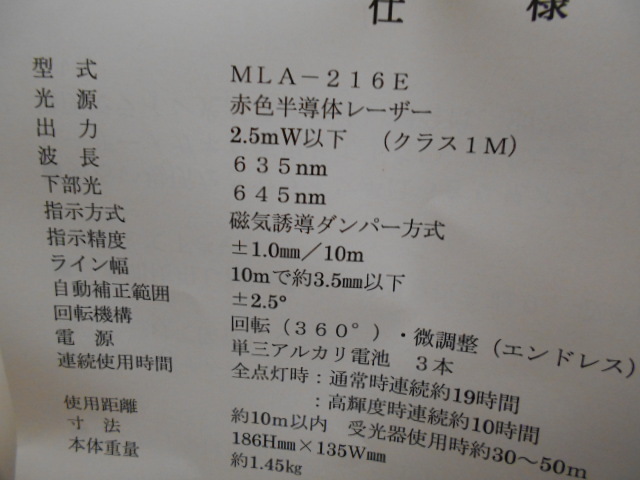 仕　様
型　式　ＭＬＡ－２１６Ｅ
光　源　赤色半導体レーザー
出　力　2.5mW以下　（クラス１Ｍ）
波　長　６３５nm
下部光　６４５nm
指示方式　磁気誘導ダンパー方式
指示精度　±1.0㎜／10m
ライン幅　10mで約3.5㎜以下
自動補正範囲　±2.5°
回転機構　回転（３６０°）・微調整（エンドレス）
電　源　単三アルカリ電池　３本
連続使用時間　全点灯時：通常時連続約19時間
：高輝度時連続約10時間
使用距離　約10ｍ以内　受光器使用時約30～50ｍ
寸　法　186H㎜×135W㎜
本体重量　約1.45㎏